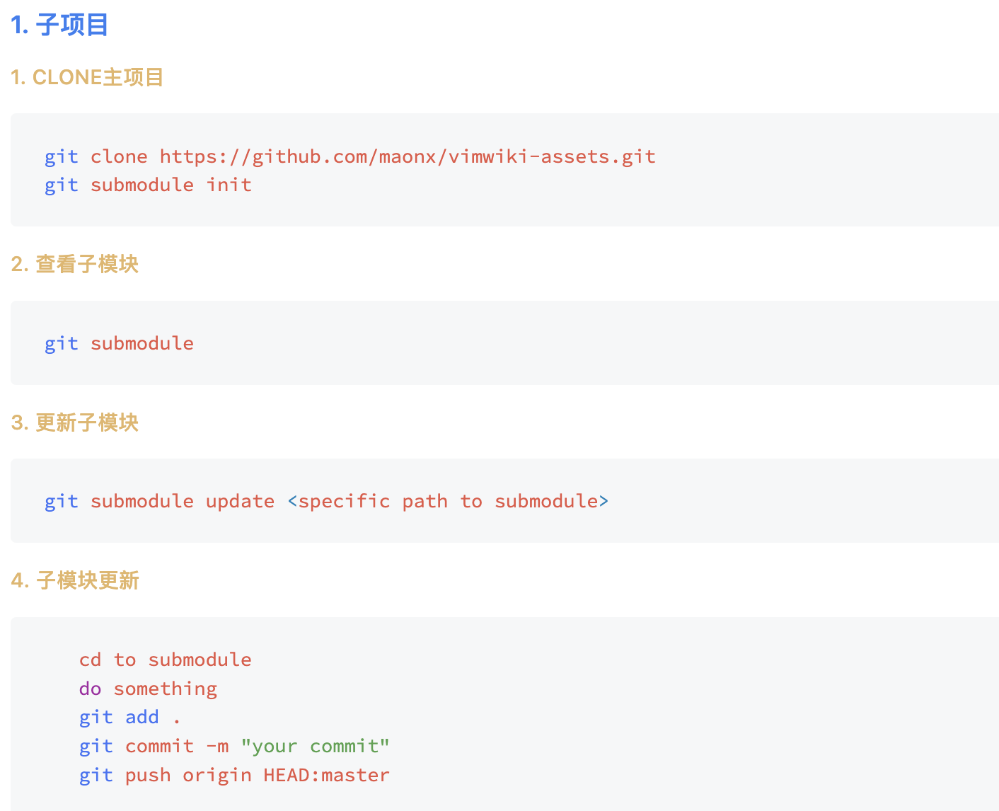 1. 子项目
1. CLONE主项目
git clone https://github.com/maonx/vimwiki-assets.git
git submodule init
2. 查看子模块
git submodule
3. 更新子模块
git submodule update <specific path to submodule>
4. 子模块更新
cd to submodule
do something
git add .
git commit -m "your commit"
git push origin HEAD:master